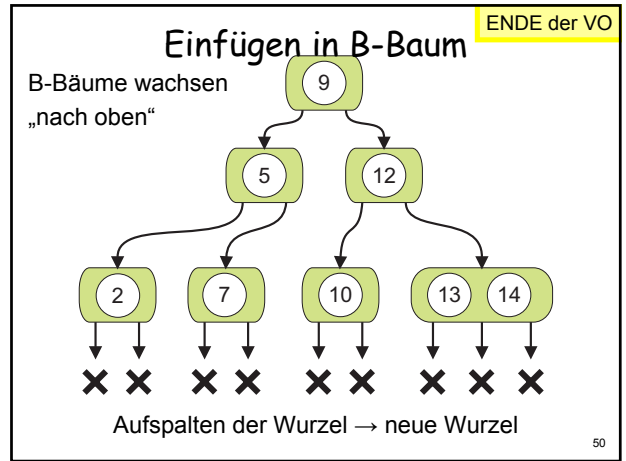 ENDE der VO
Einfügen in B-Baum
B-Bäume wachsen
„nach oben“
9
5 12
2 7 10 13 14
Aufspalten der Wurzel → neue Wurzel
50